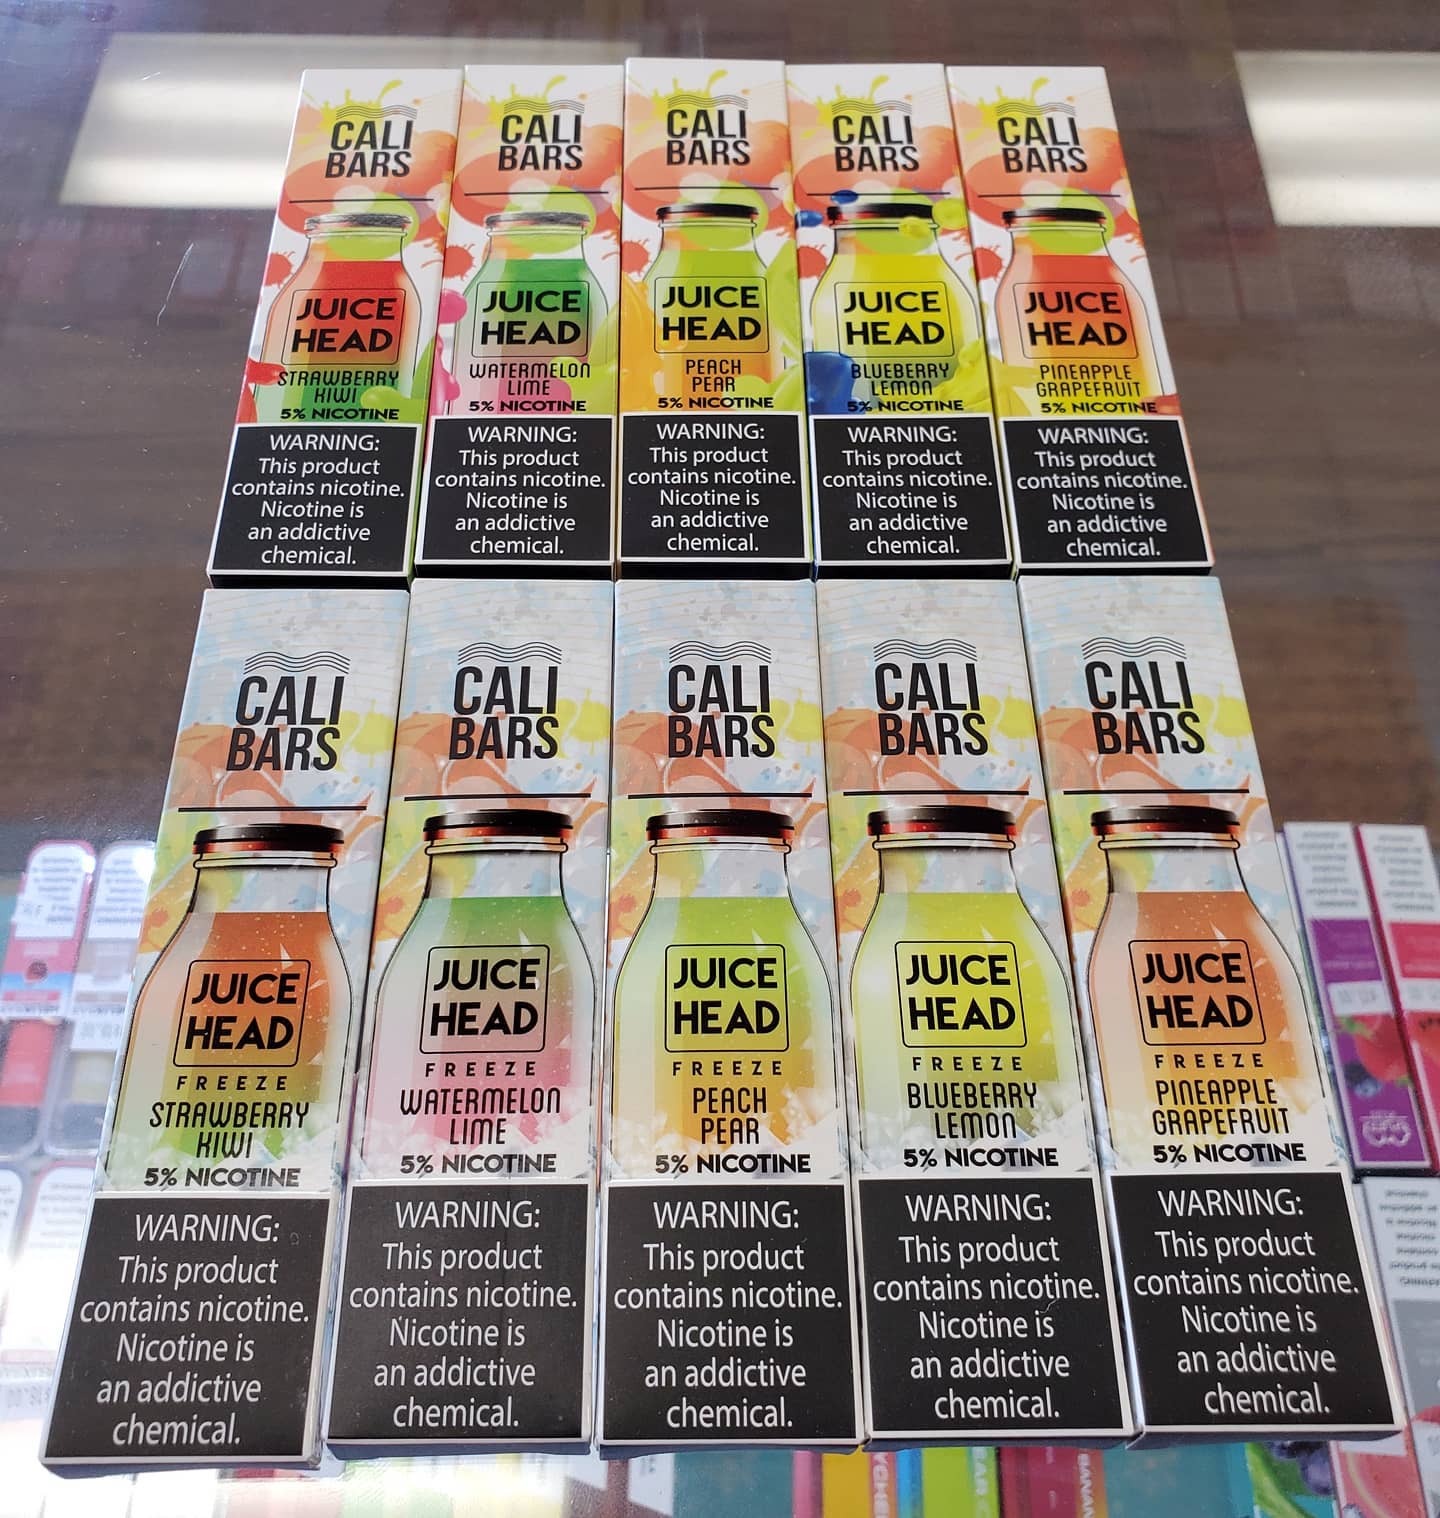 CALI
BARS
JUICE
HEAD
STRAWBERRY
KIWI
5% NICOTINE
WARNING:
This product
contains nicotine.
Nicotine is
an addictive
chemical.
CALI
BARS
JUICE
HEAD
WATERMELON
LIME
5% NICOTINE
WARNING:
This product
contains nicotine.
Nicotine is
an addictive
chemical.
CALI
BARS
JUICE
HEAD
PEACH
PEAR
5% NICOTINE
WARNING:
This product
contains nicotine.
Nicotine is
an addictive
chemical.
CALI
BARS
JUICE
HEAD
BLUEBERRY
LEMON
5% NICOTINE
WARNING:
This product
contains nicotine.
Nicotine is
an addictive
chemical.
CALI
BARS
JUICE
HEAD
PINEAPPLE
GRAPEFRUIT
5% NICOTINE
WARNING:
This product
contains nicotine.
Nicotine is
an addictive
chemical.
CALI
BARS
JUICE
HEAD
FREEZE
STRAWBERRY
KIWI
5% NICOTINE
WARNING:
This product
contains nicotine.
Nicotine is
an addictive
chemical.
CALI
BARS
JUICE
HEAD
FREEZE
WATERMELON
LIME
5% NICOTINE
WARNING:
This product
contains nicotine.
Nicotine is
an addictive
chemical.
CALI
BARS
JUICE
HEAD
FREEZE
PEACH
PEAR
5% NICOTINE
WARNING:
This product
contains nicotine.
Nicotine is
an addictive
chemical.
CALI
BARS
JUICE
HEAD
FREEZE
BLUEBERRY
LEMON
5% NICOTINE
WARNING:
This product
contains nicotine.
Nicotine is
an addictive
chemical.
CALI
BARS
JUICE
HEAD
FREEZE
PINEAPPLE
GRAPEFRUIT
5% NICOTINE
WARNING:
This product
contains nicotine.
Nicotine is
an addictive
chemical.